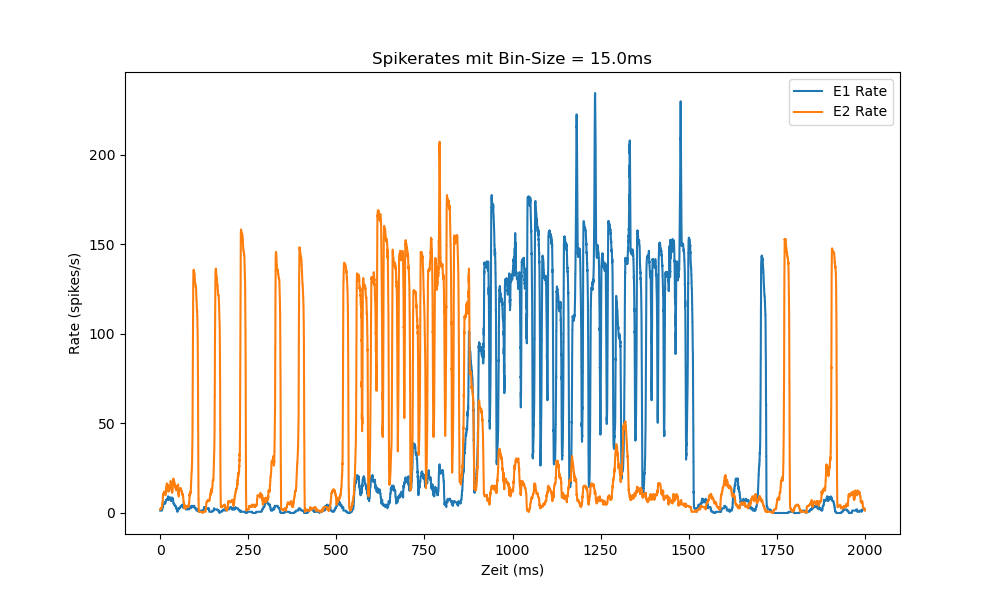 Spikerates mit Bin-Size = 15.0ms
E1 Rate
E2 Rate
Rate (spikes/s)
200
150
100
50
0
0 250 500 750 1000 1250 1500 1750 2000
Zeit (ms)